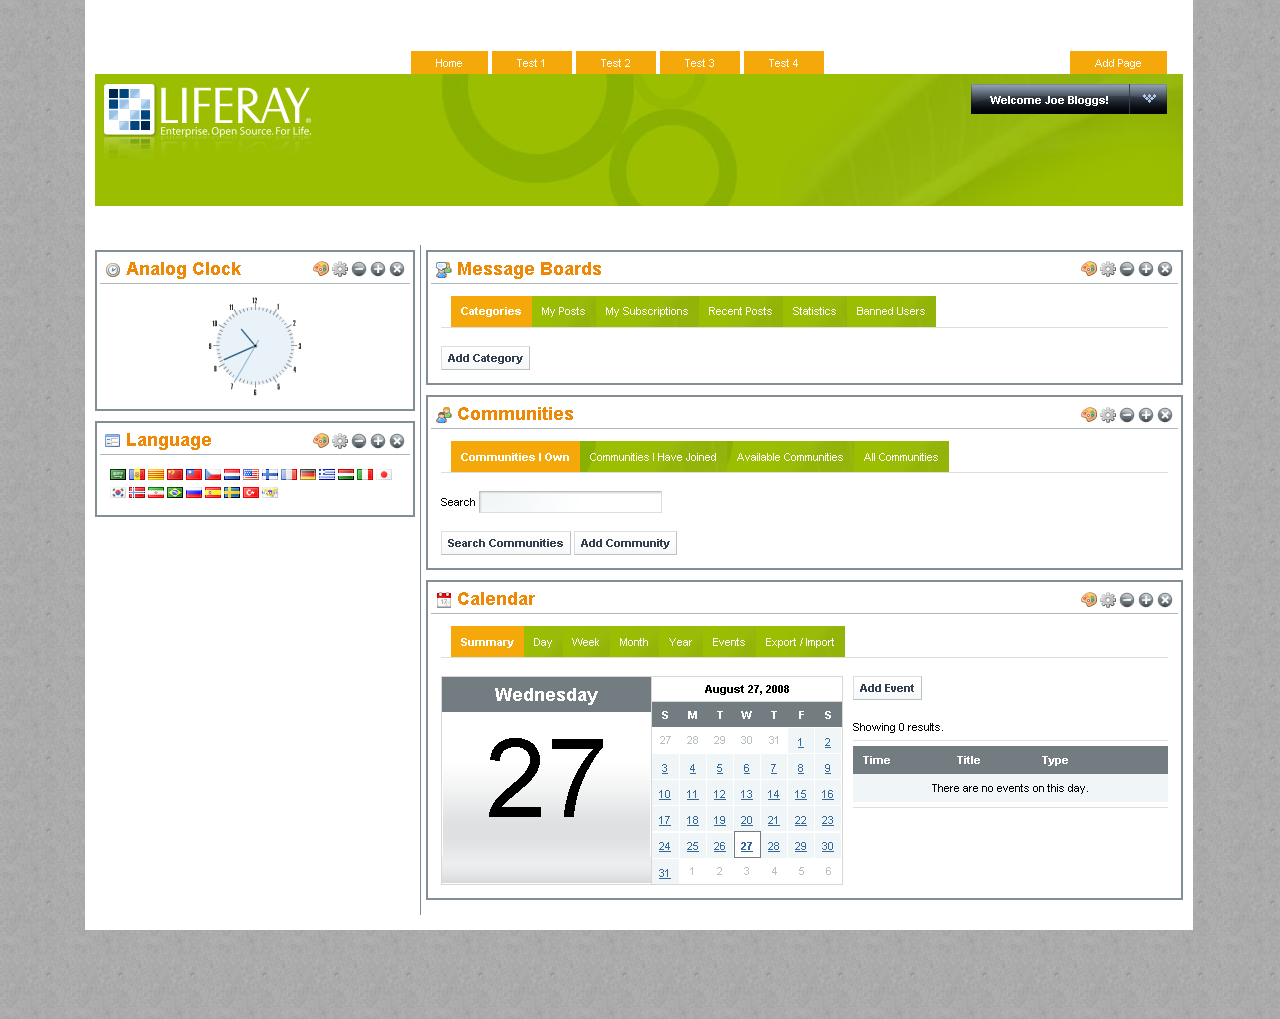 Home Test 1 Test 2 Test 3 Test 4 Add Page
LIFERAY.
Enterprise. Open Source. For Life.
Welcome Joe Bloggs!
Analog Clock
12
11 1
10 2
9 3
8 4
7 5
6
Language
Message Boards
Categories My Posts My Subscriptions Recent Posts Statistics Banned Users
Add Category
Communities
Communities I Own Communities I Have Joined Available Communities All Communities
Search
Search Communities Add Community
Calendar
Summary Day Week Month Year Events Export / Import
Wednesday
27
August 27, 2008
S M T W T F S
27 28 29 30 31 1 2
3 4 5 6 7 8 9
10 11 12 13 14 15 16
17 18 19 20 21 22 23
24 25 26 27 28 29 30
31 1 2 3 4 5 6
Add Event
Showing 0 results.
Time Title Type
There are no events on this day.